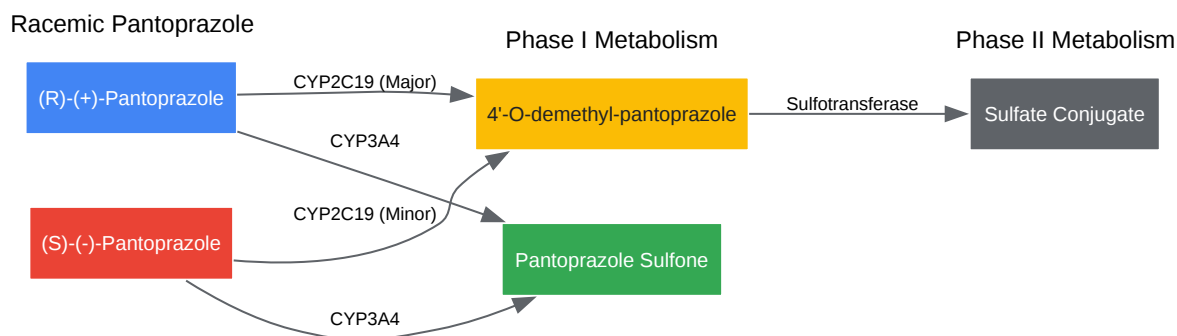 Racemic Pantoprazole
Phase I Metabolism
Phase II Metabolism
(R)-(+)-Pantoprazole
CYP2C19 (Major)
4'-O-demethyl-pantoprazole
Sulfotransferase
Sulfate Conjugate
CYP3A4
CYP2C19 (Minor)
(S)-(-)-Pantoprazole
Pantoprazole Sulfone
CYP3A4